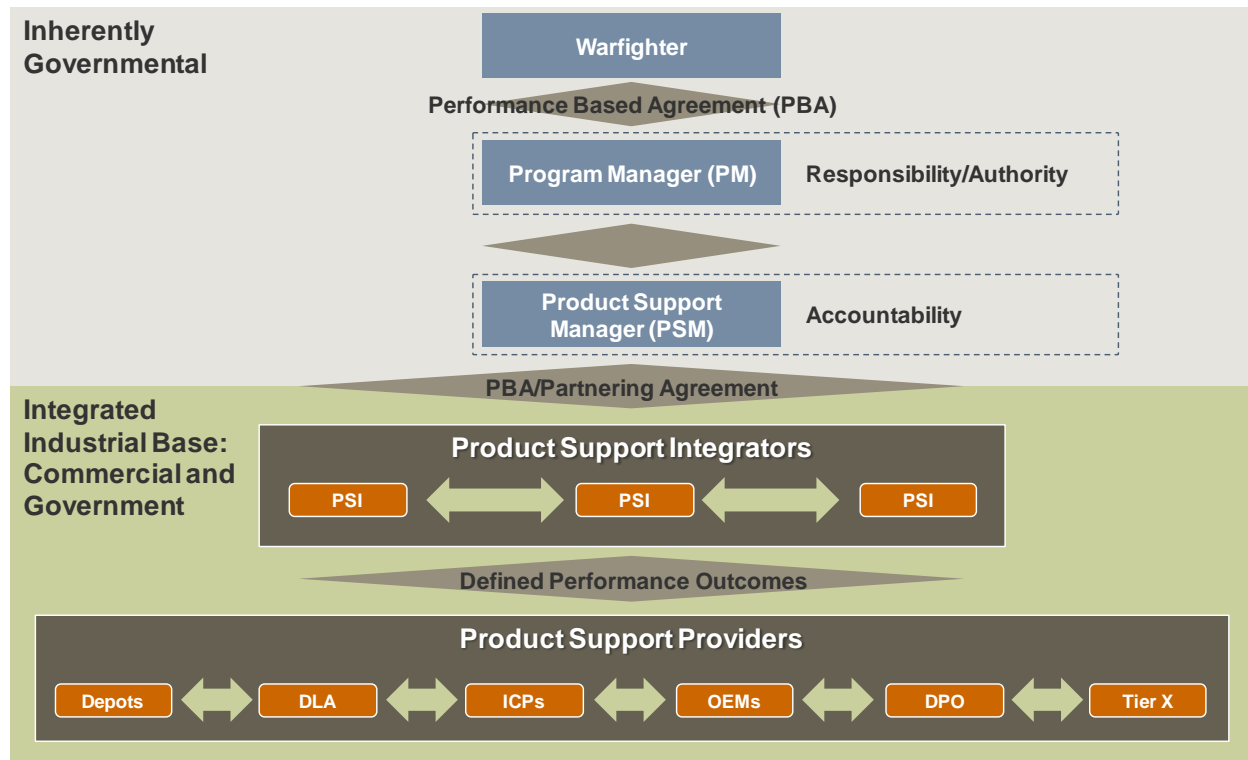 Inherently
Governmental
Warfighter
Performance Based Agreement (PBA)
Program Manager (PM)
Responsibility/Authority
Product Support
Manager (PSM)
Accountability
PBA/Partnering Agreement
Integrated
Industrial Base:
Commercial and
Government
Product Support Integrators
PSI
PSI
PSI
Defined Performance Outcomes
Product Support Providers
Depots
DLA
ICPs
OEMs
DPO
Tier X